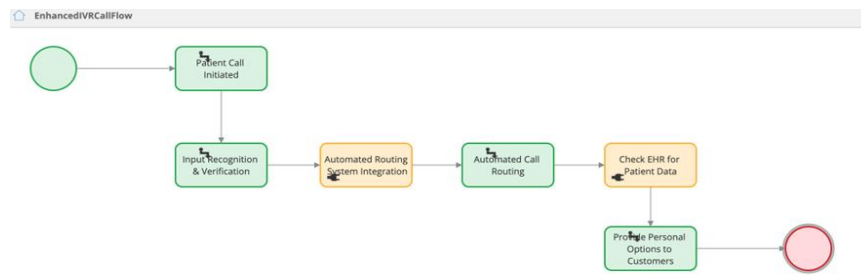 EnhancedIVRCallFlow
Patient Call
Initiated
Input Recognition
& Verification
Automated Routing
System Integration
Automated Call
Routing
Check EHR for
Patient Data
Provide Personal
Options to
Customers